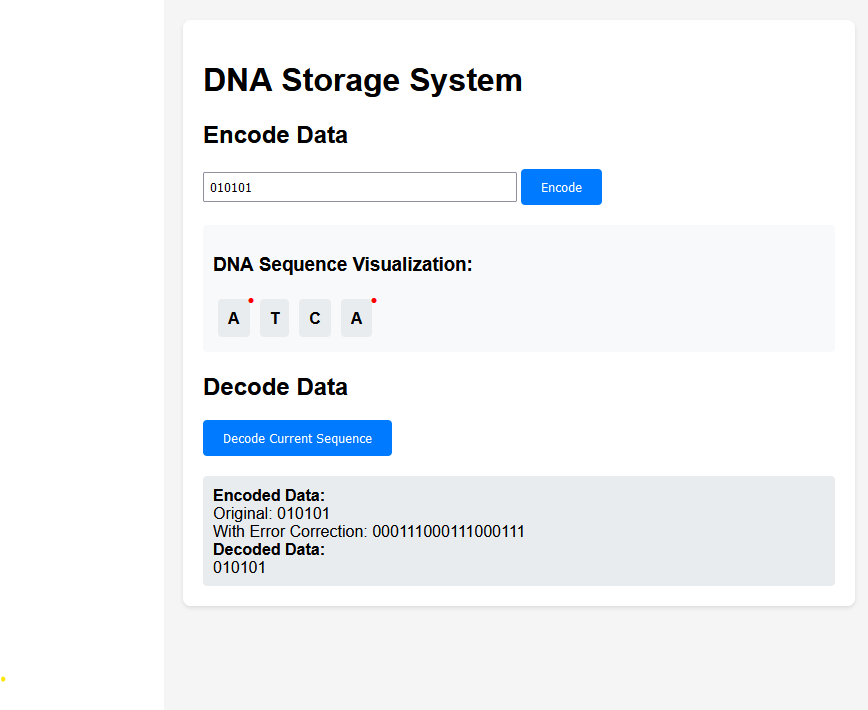 DNA Storage System
Encode Data
010101 Encode
DNA Sequence Visualization:
A T C A
Decode Data
Decode Current Sequence
Encoded Data:
Original: 010101
With Error Correction: 000111000111000111
Decoded Data:
010101